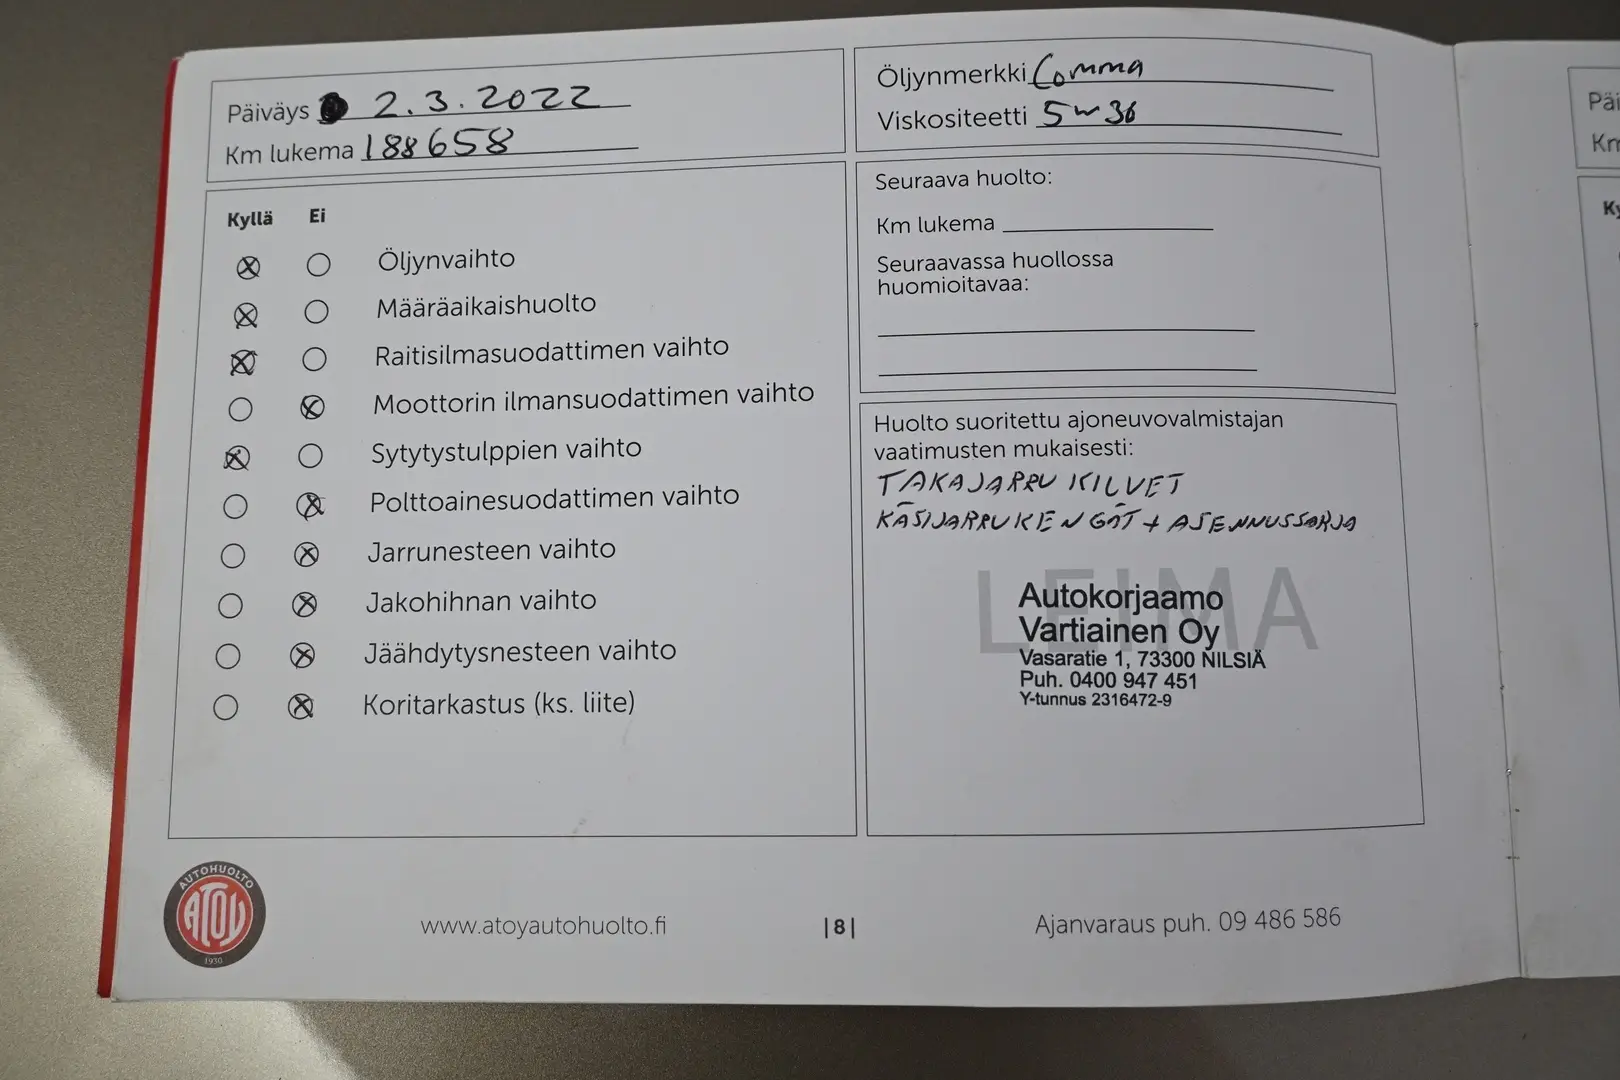 Päiväys 2.3.2022
Km lukema 188658
Öljynmerkki Comma
Viskositeetti 5w30
Kyllä Ei
Öljynvaihto
Määräaikaishuolto
Raitisilmasuodattimen vaihto
Moottorin ilmansuodattimen vaihto
Sytytystulppien vaihto
Polttoainesuodattimen vaihto
Jarrunesteen vaihto
Jakohihnan vaihto
Jäähdytysnesteen vaihto
Koritarkastus (ks. liite)
Seuraava huolto:
Km lukema
Seuraavassa huollossa
huomioitavaa:
Huolto suoritettu ajoneuvovalmistajan
vaatimusten mukaisesti:
TAKAJARRU KILVET
KÄSIJARRUKENGÄT + ASENNUSSARJA
LEIMA
Autokorjaamo
Vartiainen Oy
Vasaratie 1, 73300 NILSIÄ
Puh. 0400 947 451
Y-tunnus 2316472-9
AUTOHUOLTO
ATOY
1930
www.atoyautohuolto.fi
|8|
Ajanvaraus puh. 09 486 586